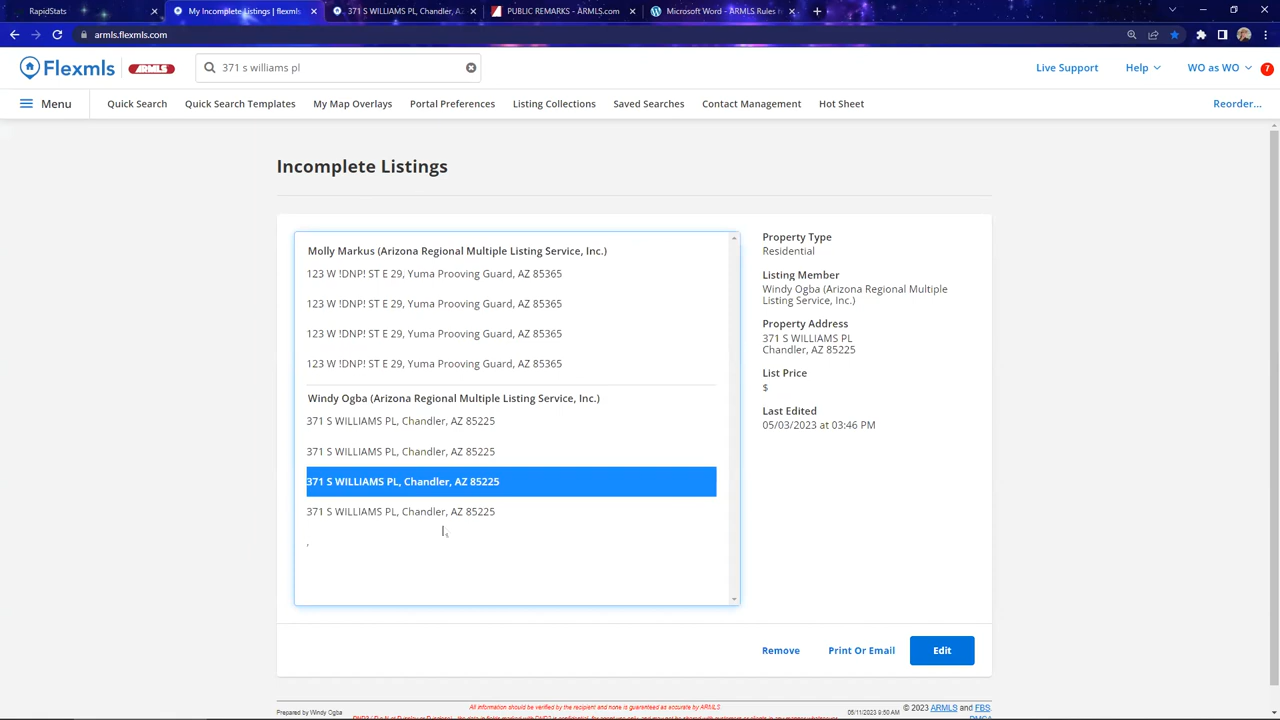 RapidStats
My Incomplete Listings
371 S WILLIAMS PL, Chandler, AZ
PUBLIC REMARKS - ARMLS.com
Microsoft Word - ARMLS Rules
armls.flexmls.com
Flexmls
ARMLS
371 s williams pl
Live Support
Help
WO as WO
7
Menu
Quick Search
Quick Search Templates
My Map Overlays
Portal Preferences
Listing Collections
Saved Searches
Contact Management
Hot Sheet
Reorder...
Incomplete Listings
Molly Markus (Arizona Regional Multiple Listing Service, Inc.)
123 W !DNP! ST E 29, Yuma Prooving Guard, AZ 85365
123 W !DNP! ST E 29, Yuma Prooving Guard, AZ 85365
123 W !DNP! ST E 29, Yuma Prooving Guard, AZ 85365
123 W !DNP! ST E 29, Yuma Prooving Guard, AZ 85365
Windy Ogba (Arizona Regional Multiple Listing Service, Inc.)
371 S WILLIAMS PL, Chandler, AZ 85225
371 S WILLIAMS PL, Chandler, AZ 85225
371 S WILLIAMS PL, Chandler, AZ 85225
371 S WILLIAMS PL, Chandler, AZ 85225
,
Property Type
Residential
Listing Member
Windy Ogba (Arizona Regional Multiple
Listing Service, Inc.)
Property Address
371 S WILLIAMS PL
Chandler, AZ 85225
List Price
$
Last Edited
05/03/2023 at 03:46 PM
Remove
Print Or Email
Edit
Prepared by Windy Ogba
All information should be verified by the recipient and none is guaranteed as accurate by ARMLS
05/11/2023 9:50 AM
© 2023 ARMLS and FBS.